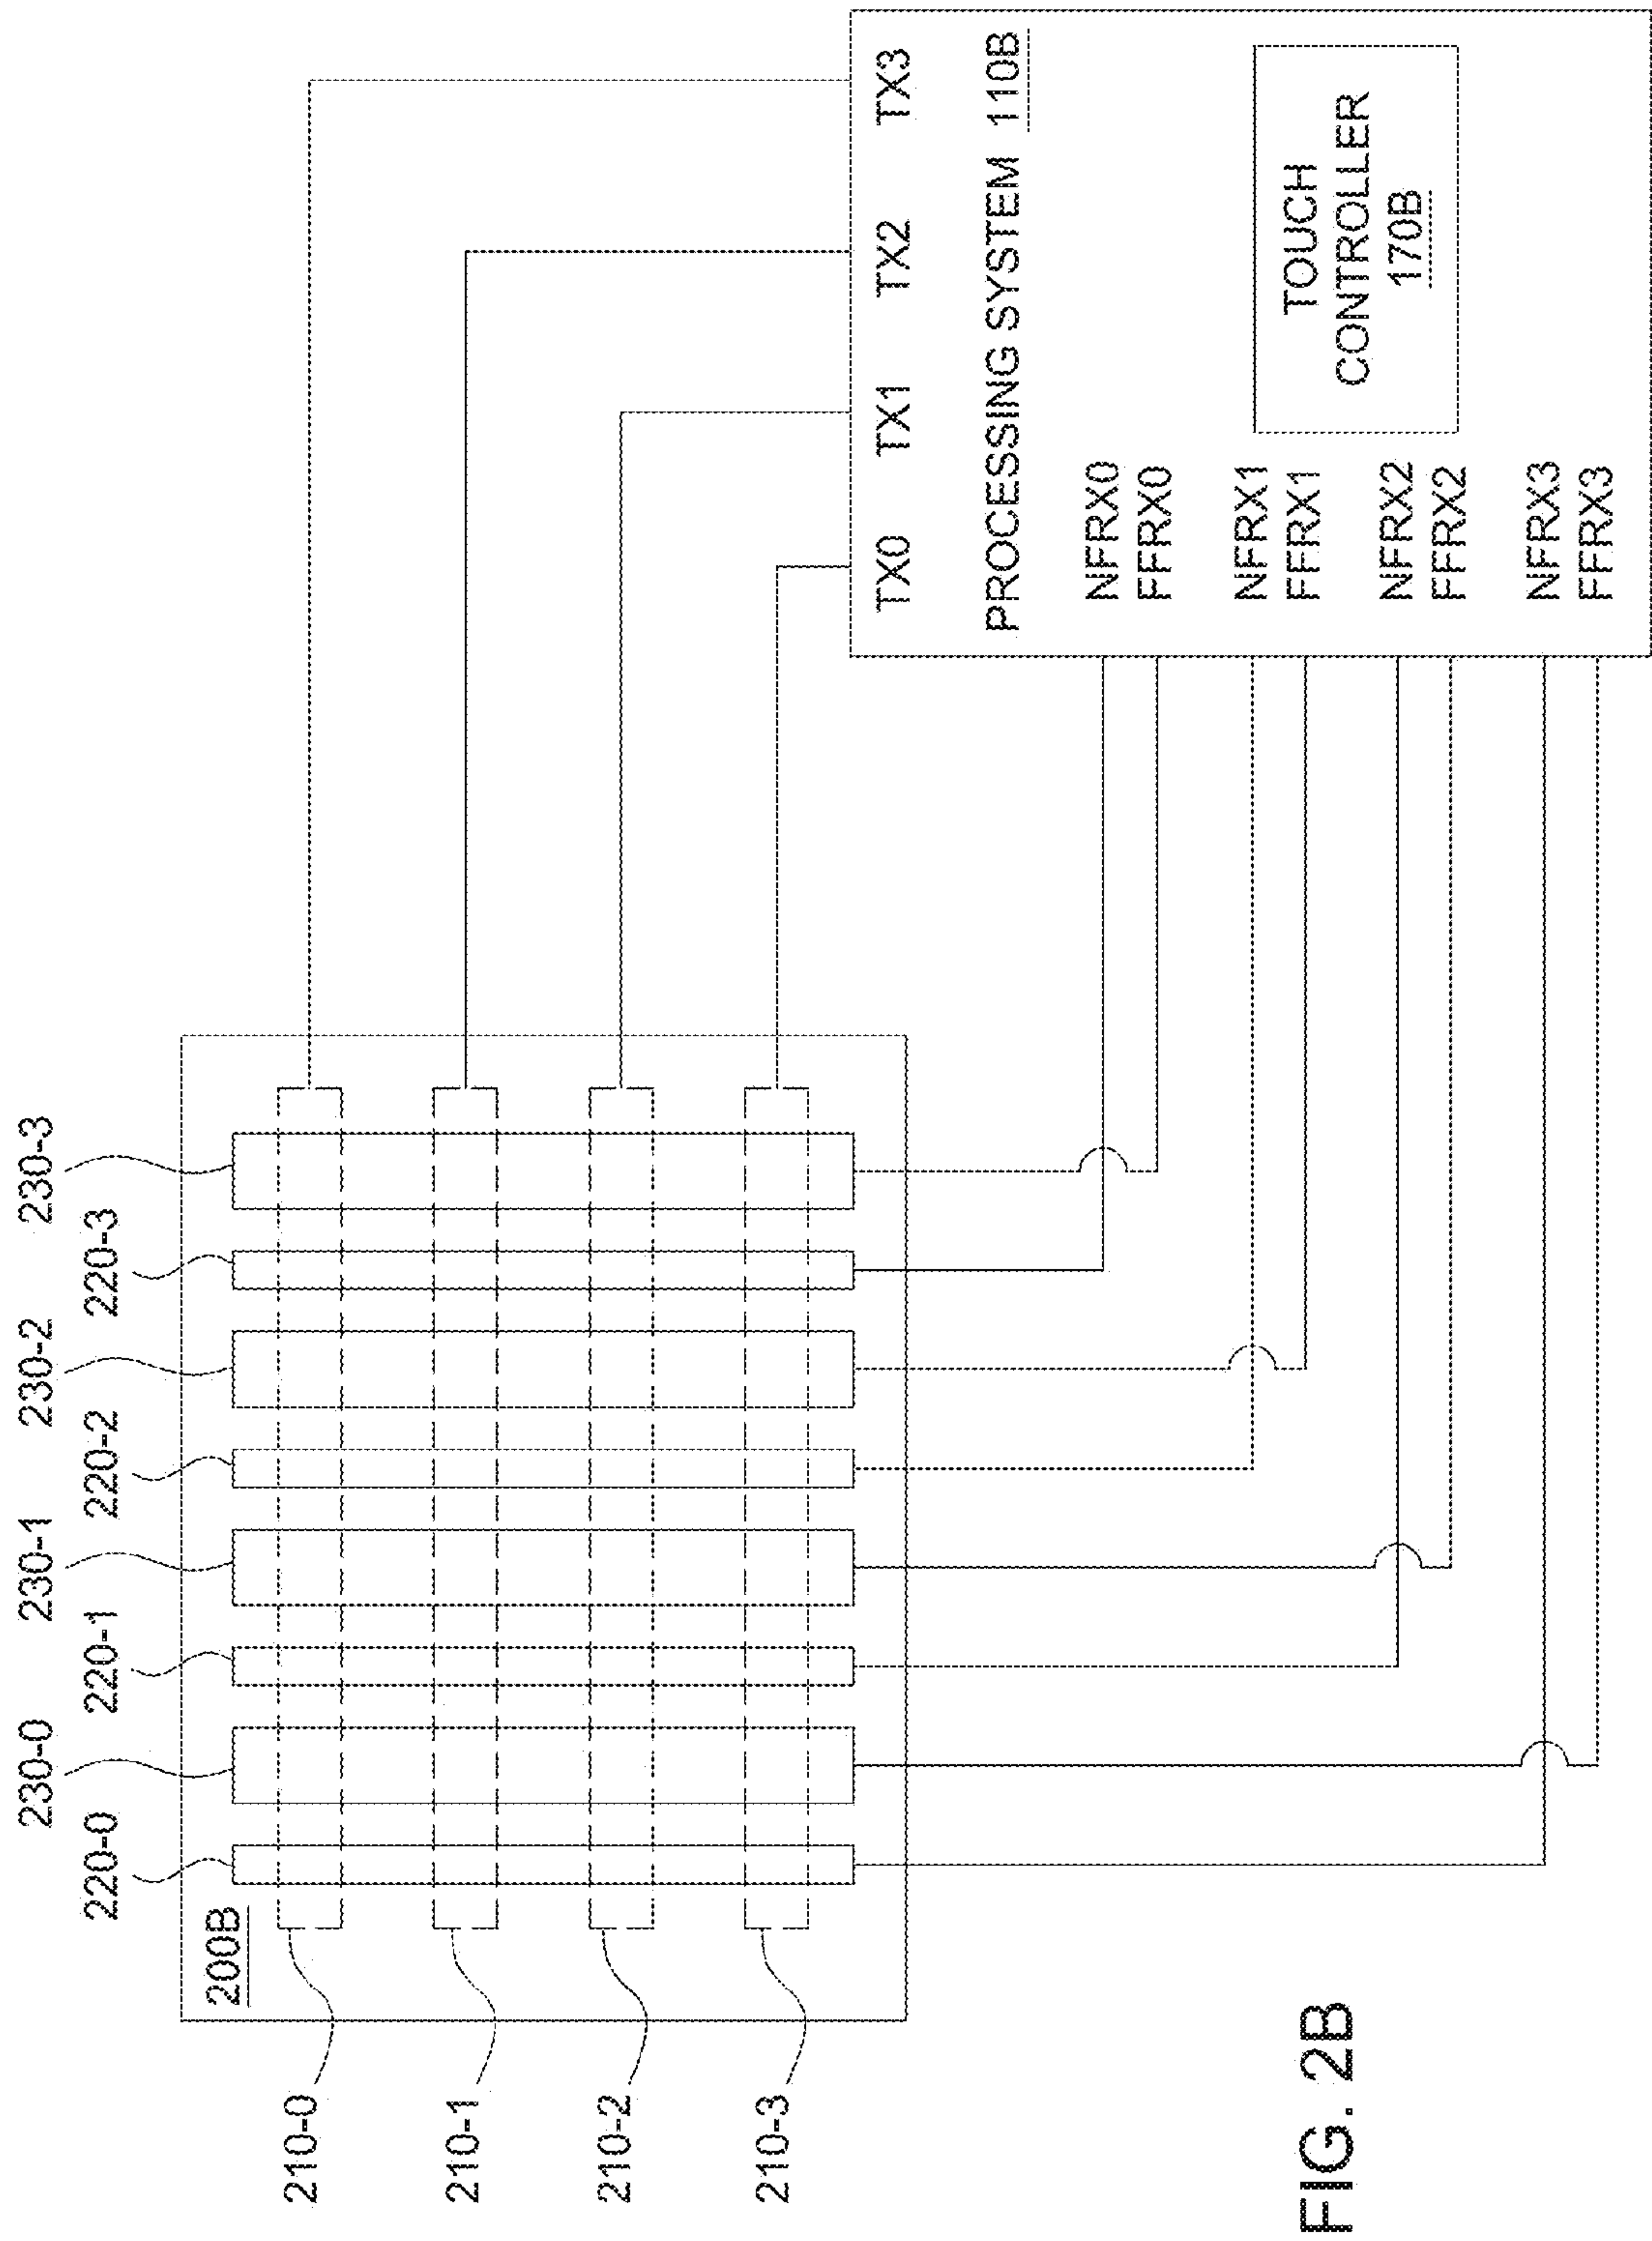 230-3
220-3
230-2
220-2
230-1
220-1
230-0
220-0
200B
210-0
210-1
210-2
210-3
TX0 TX1 TX2 TX3
PROCESSING SYSTEM 110B
NFRX0
FFRX0
NFRX1
FFRX1
NFRX2
FFRX2
NFRX3
FFRX3
TOUCH
CONTROLLER
170B
FIG. 2B